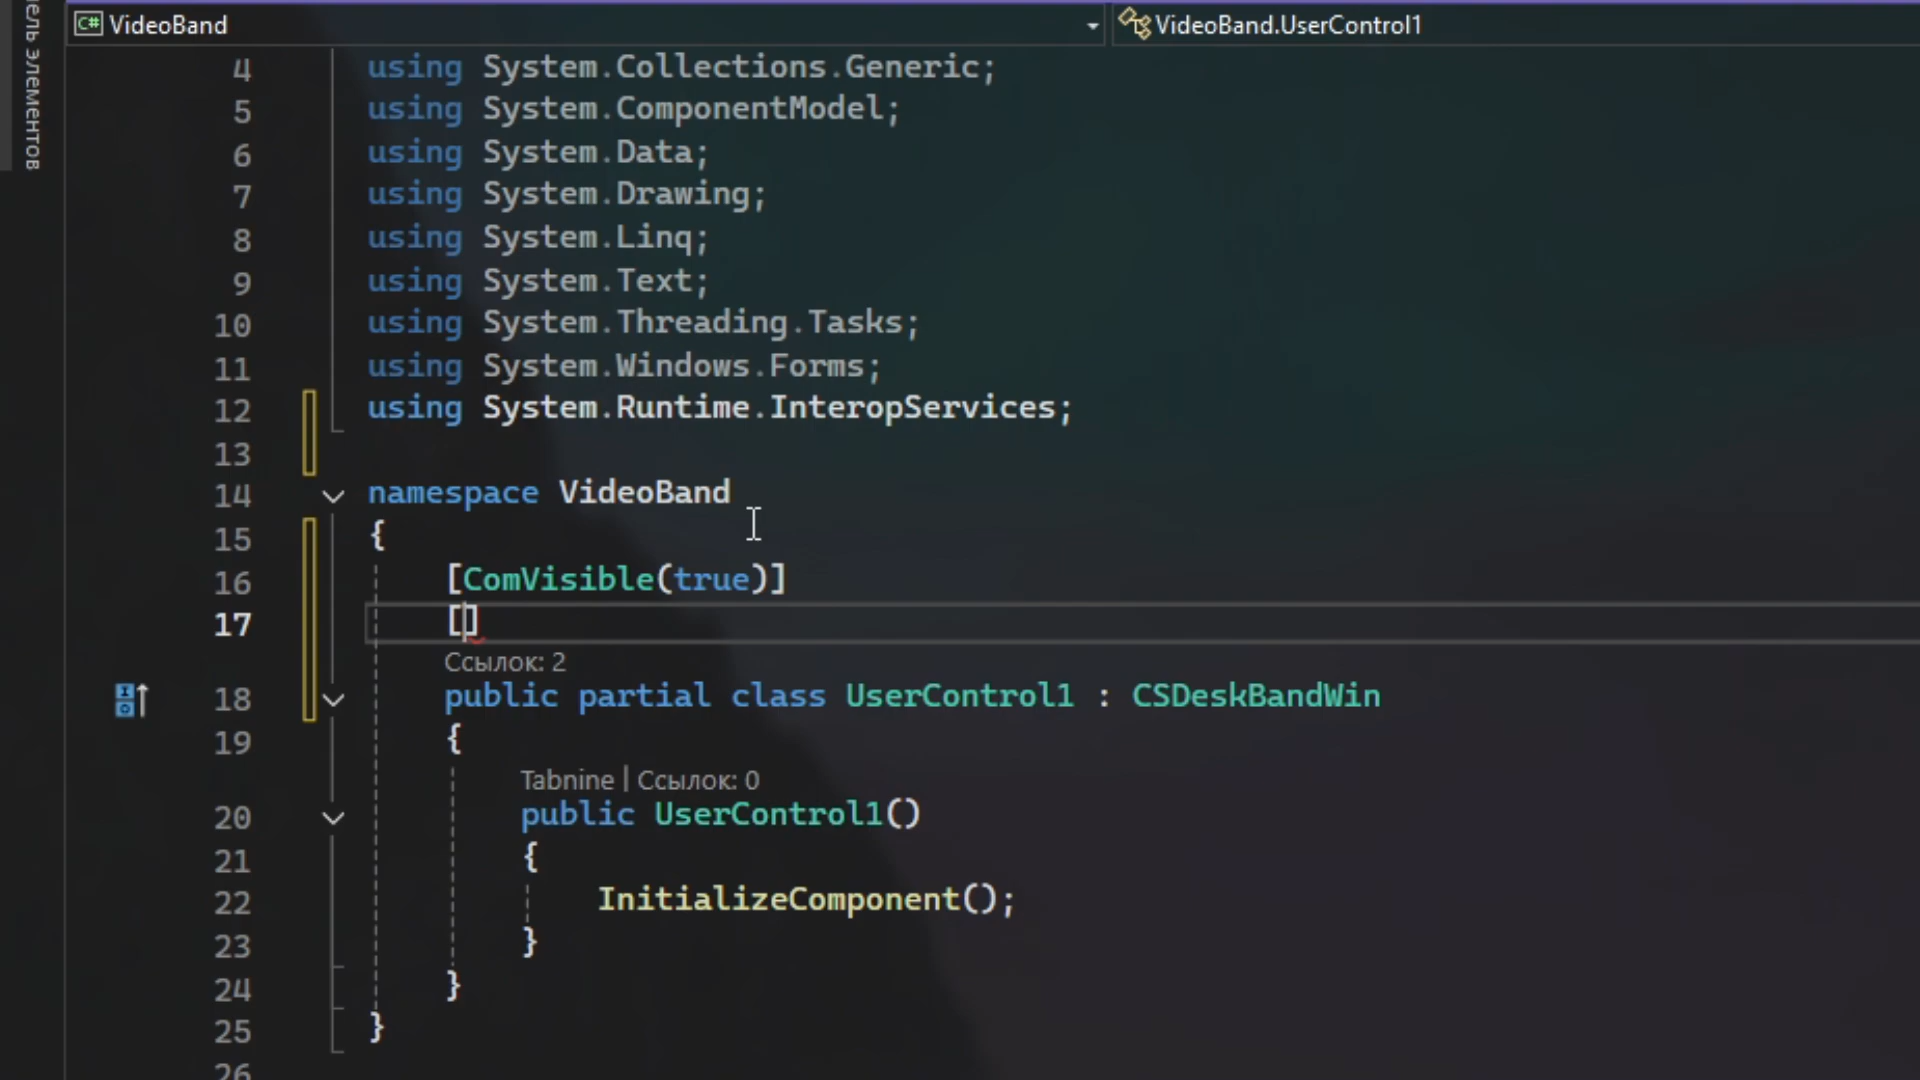 ель элементов
C# VideoBand
VideoBand.UserControl1
4 using System.Collections.Generic;
5 using System.ComponentModel;
6 using System.Data;
7 using System.Drawing;
8 using System.Linq;
9 using System.Text;
10 using System.Threading.Tasks;
11 using System.Windows.Forms;
12 using System.Runtime.InteropServices;
13
14 namespace VideoBand
15 {
16 [ComVisible(true)]
17 []
Ссылок: 2
18 public partial class UserControl1 : CSDeskBandWin
19 {
Tabnine | Ссылок: 0
20 public UserControl1()
21 {
22 InitializeComponent();
23 }
24 }
25 }
26